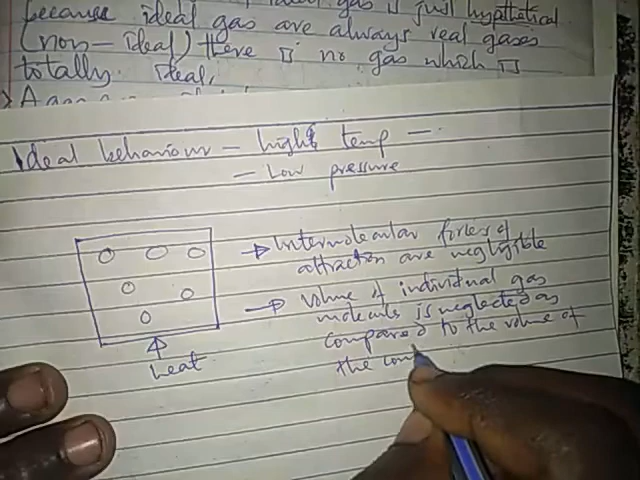 because ideal gas are always real gases
(non-ideal) there is no gas which is
totally ideal,
Ideal behaviour - high temp -
- Low pressure
→ Intermolecular forces of
attraction are negligible
→ Volume of individual gas
molecules is neglected as
compared to the volume of
the con
heat